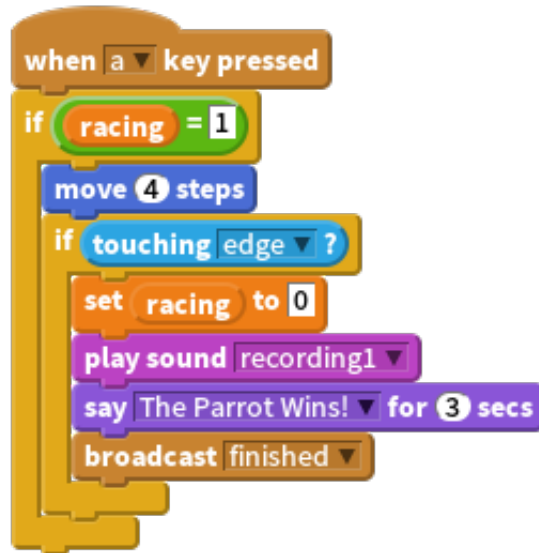 when a key pressed
if racing = 1
move 4 steps
if touching edge ?
set racing to 0
play sound recording1
say The Parrot Wins! for 3 secs
broadcast finished